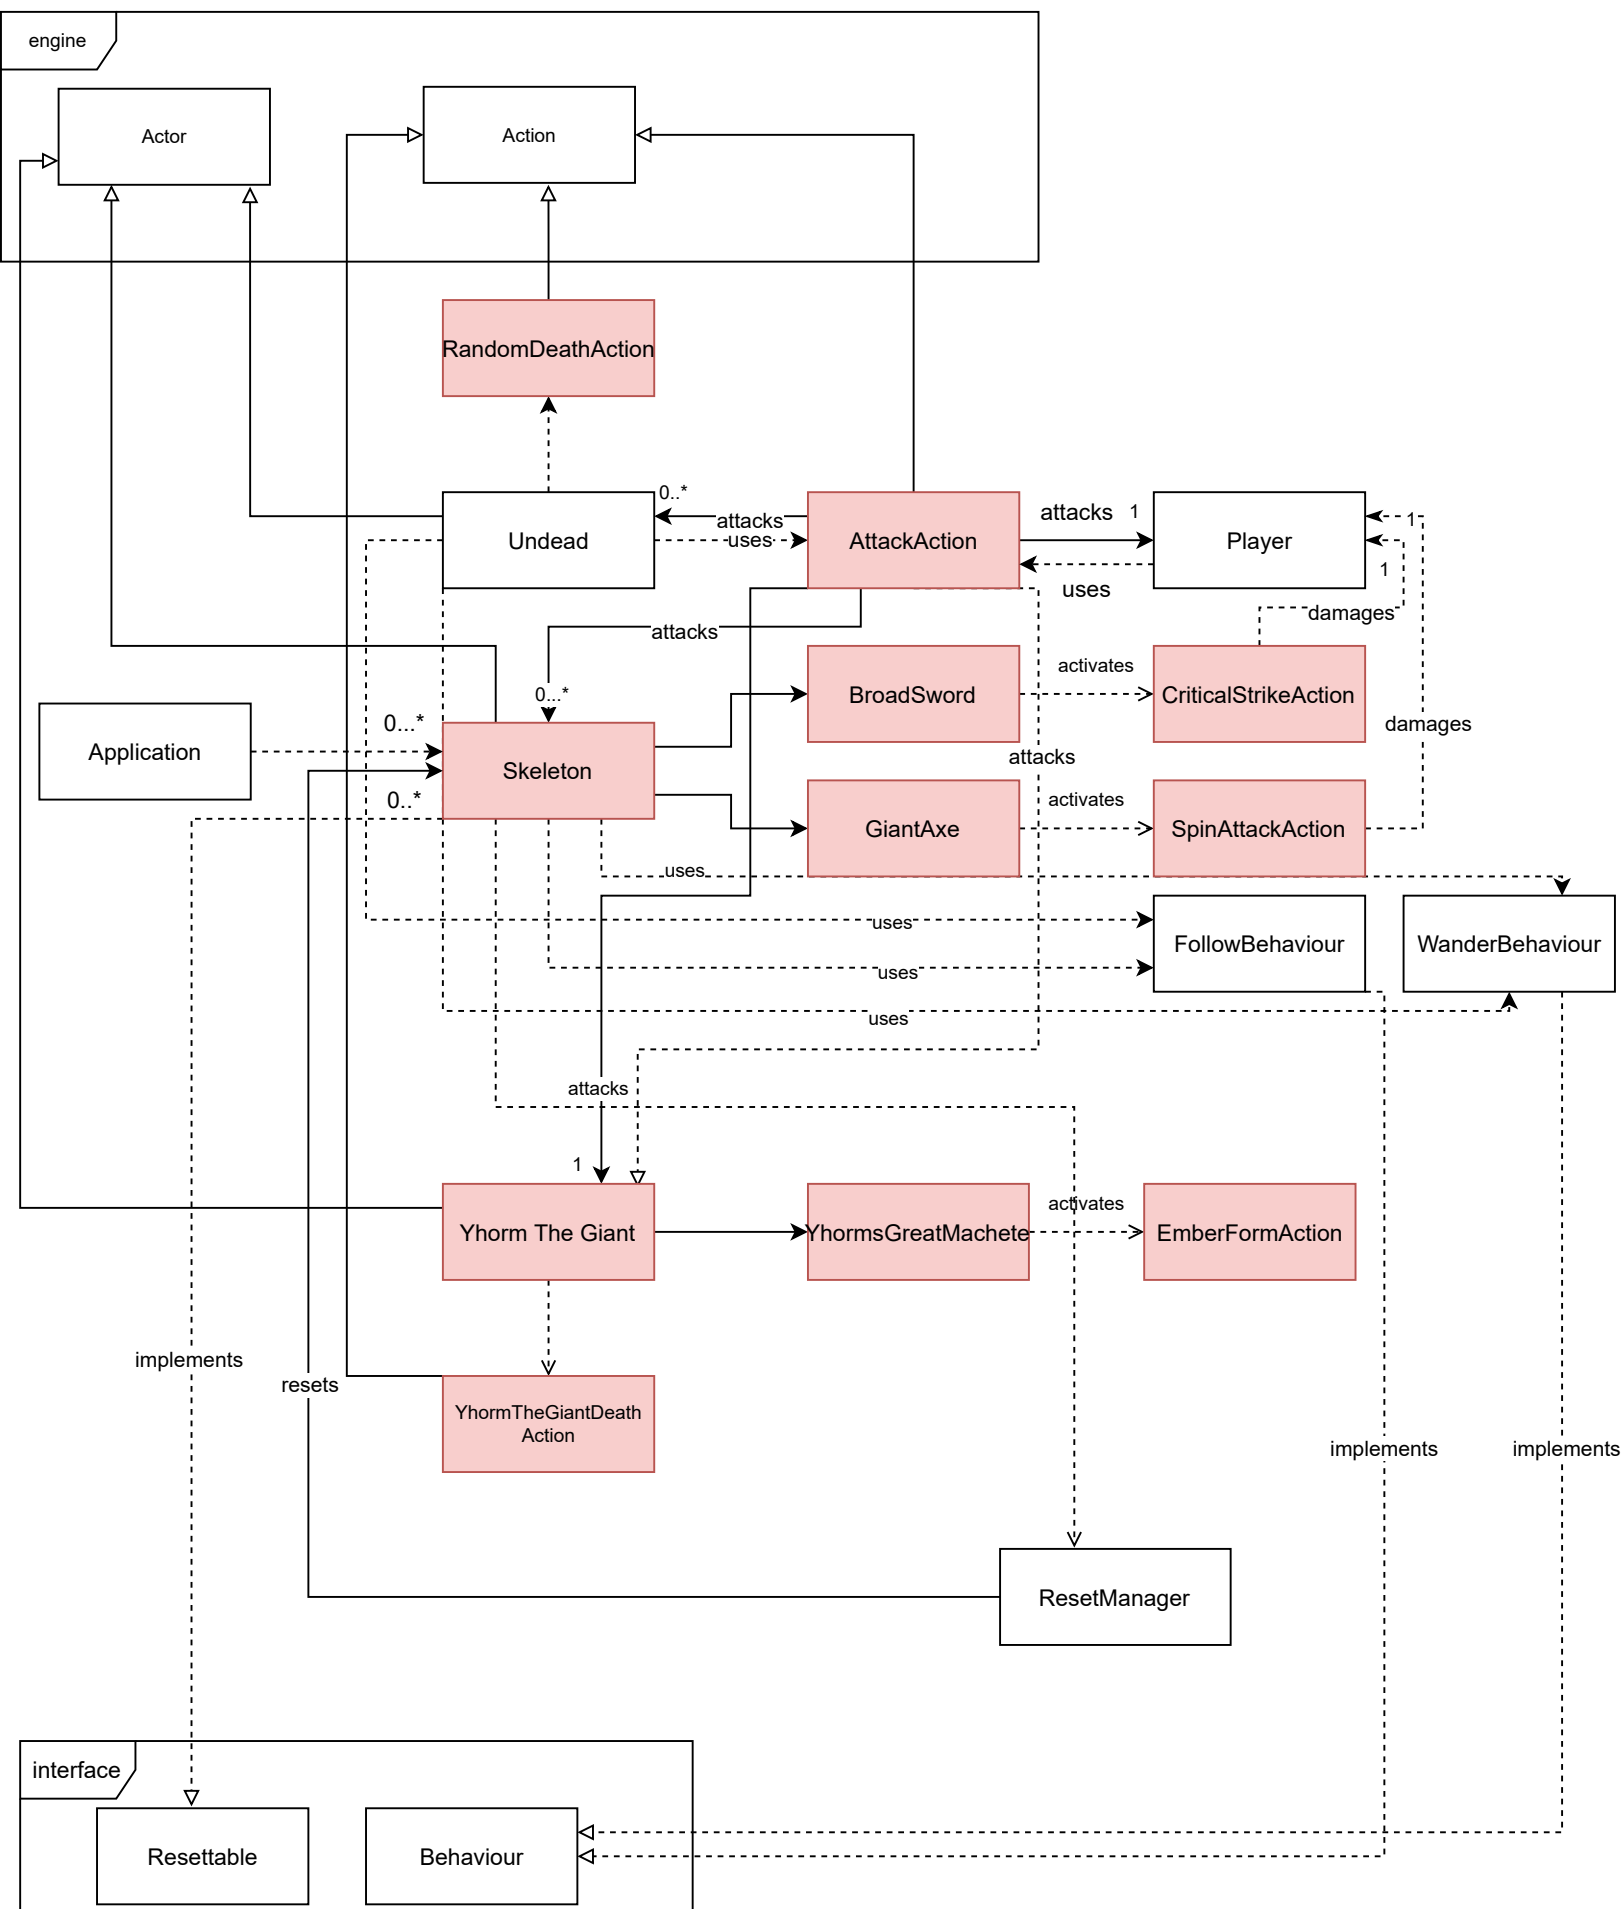 engine
Actor
Action
RandomDeathAction
0..*
attacks
uses
Undead
AttackAction
attacks
1
uses
Player
1
1
damages
attacks
0...*
BroadSword
activates
CriticalStrikeAction
damages
Application
0...*
0..*
Skeleton
attacks
GiantAxe
activates
SpinAttackAction
uses
uses
FollowBehaviour
WanderBehaviour
uses
uses
attacks
1
Yhorm The Giant
YhormsGreatMachete
activates
EmberFormAction
implements
resets
YhormTheGiantDeath
Action
implements
implements
ResetManager
interface
Resettable
Behaviour